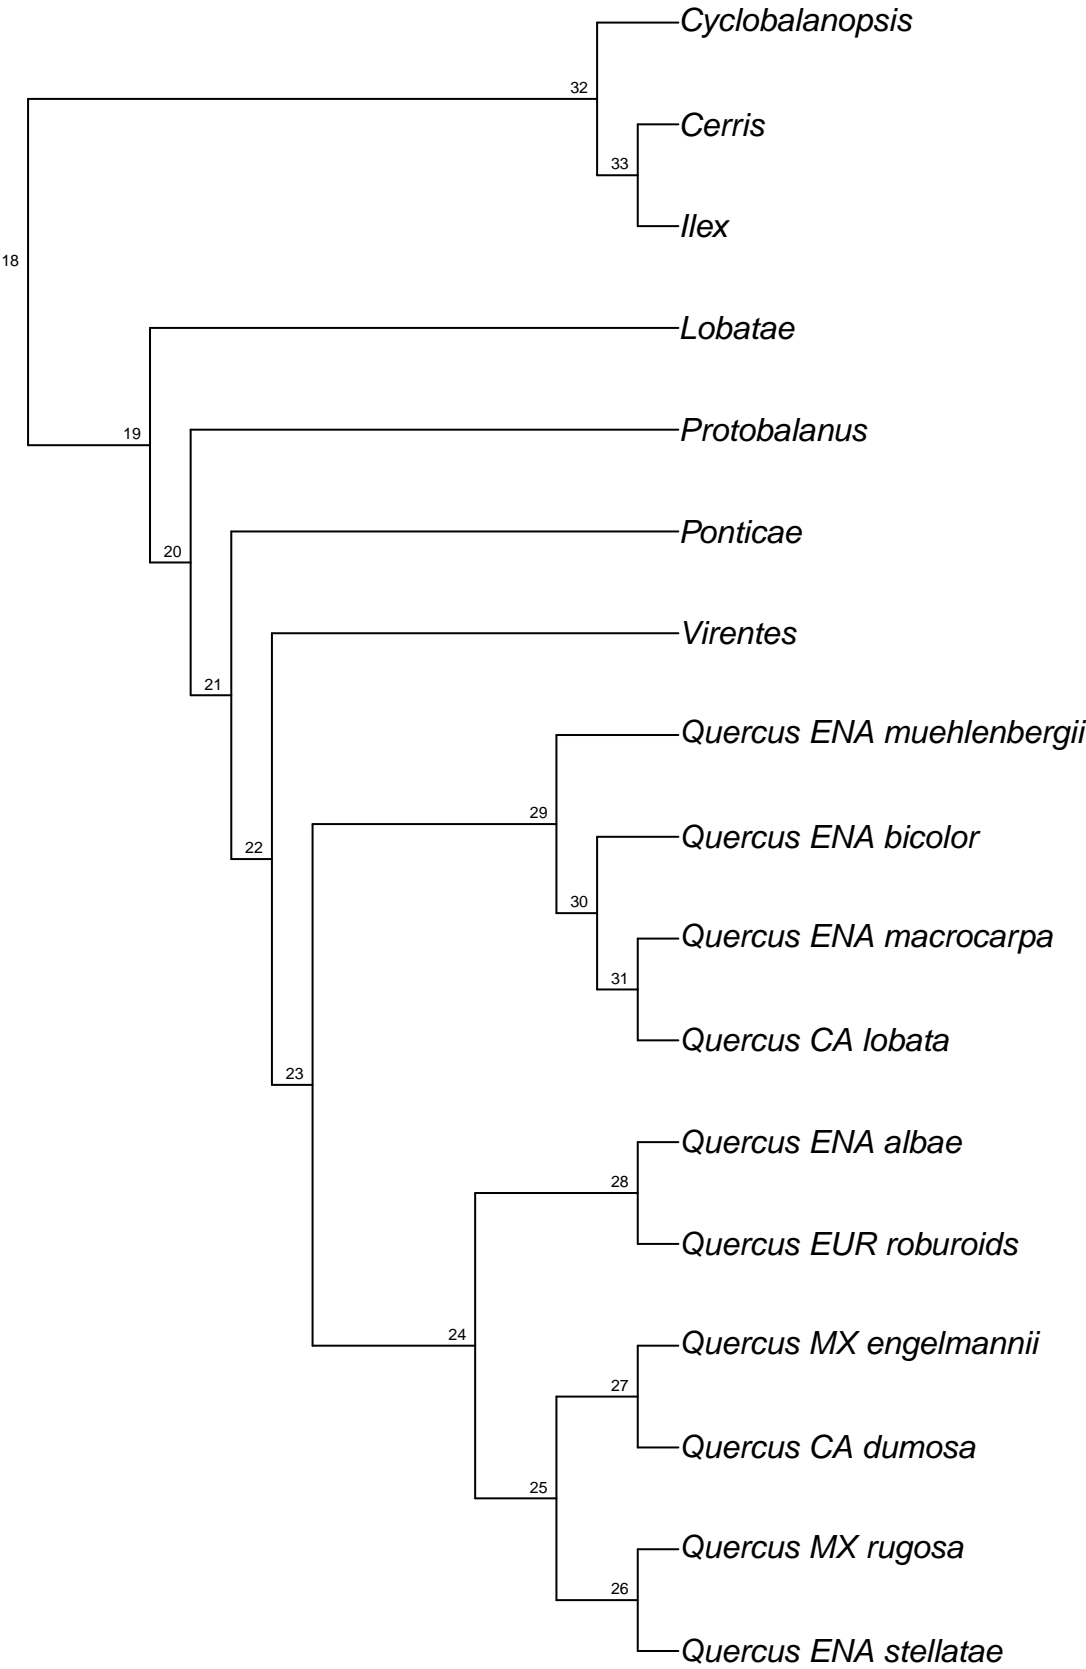 Cyclobalanopsis
32
Cerris
33
Ilex
18
Lobatae
Protobalanus
19
Ponticae
20
Virentes
21
Quercus ENA muehlenbergii
29
Quercus ENA bicolor
22
30
Quercus ENA macrocarpa
31
Quercus CA lobata
23
Quercus ENA albae
28
Quercus EUR roburoids
24
Quercus MX engelmannii
27
Quercus CA dumosa
25
Quercus MX rugosa
26
Quercus ENA stellatae